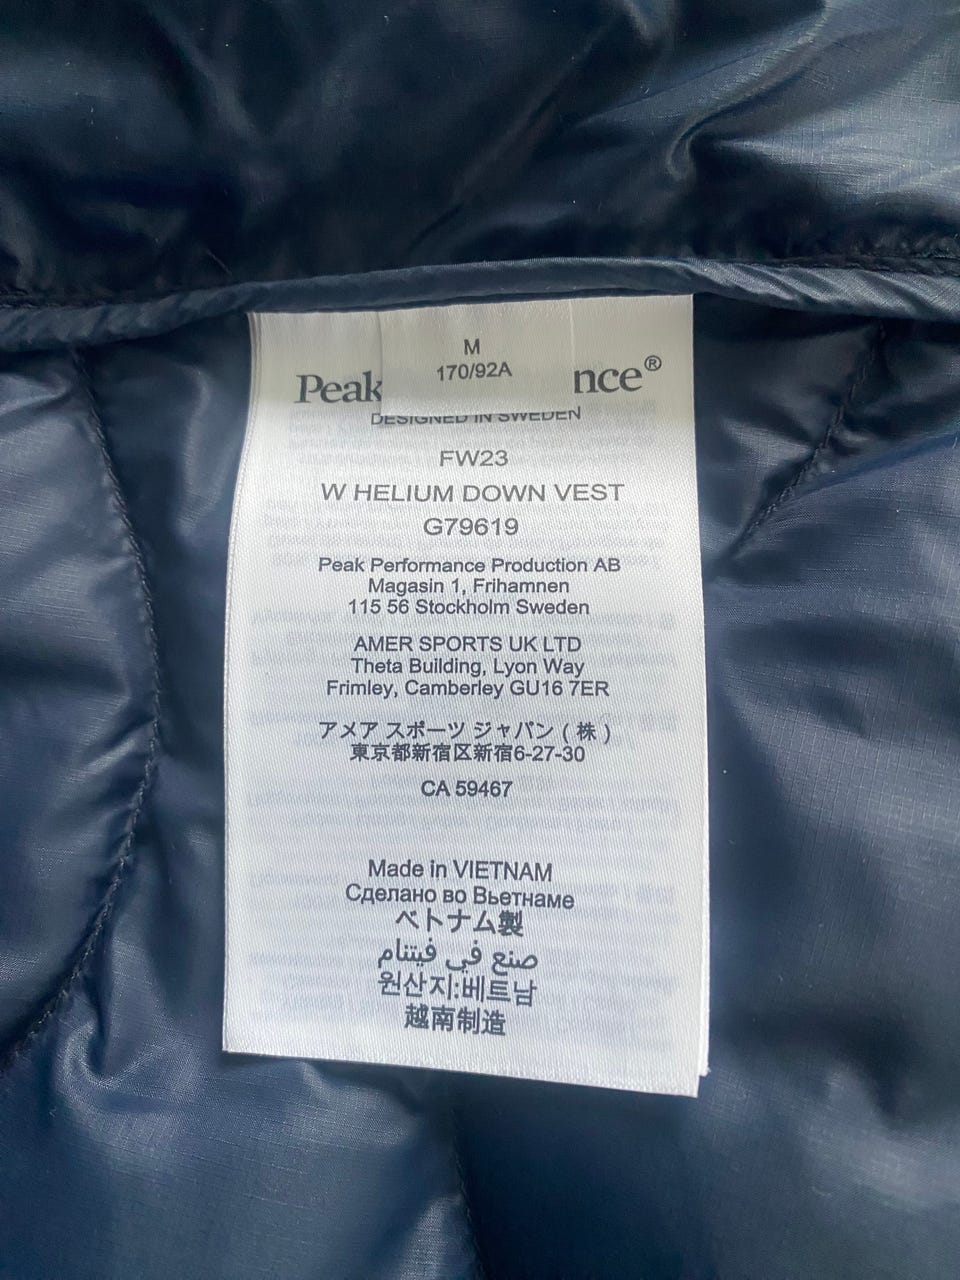 M
170/92A
Peak nce®
DESIGNED IN SWEDEN
FW23
W HELIUM DOWN VEST
G79619
Peak Performance Production AB
Magasin 1, Frihamnen
115 56 Stockholm Sweden
AMER SPORTS UK LTD
Theta Building, Lyon Way
Frimley, Camberley GU16 7ER
アメア スポーツ ジャパン ( 株 )
東京都新宿区新宿6-27-30
CA 59467
Made in VIETNAM
Сделано во Вьетнаме
ベトナム製
صنع في فيتنام
원산지:베트남
越南制造